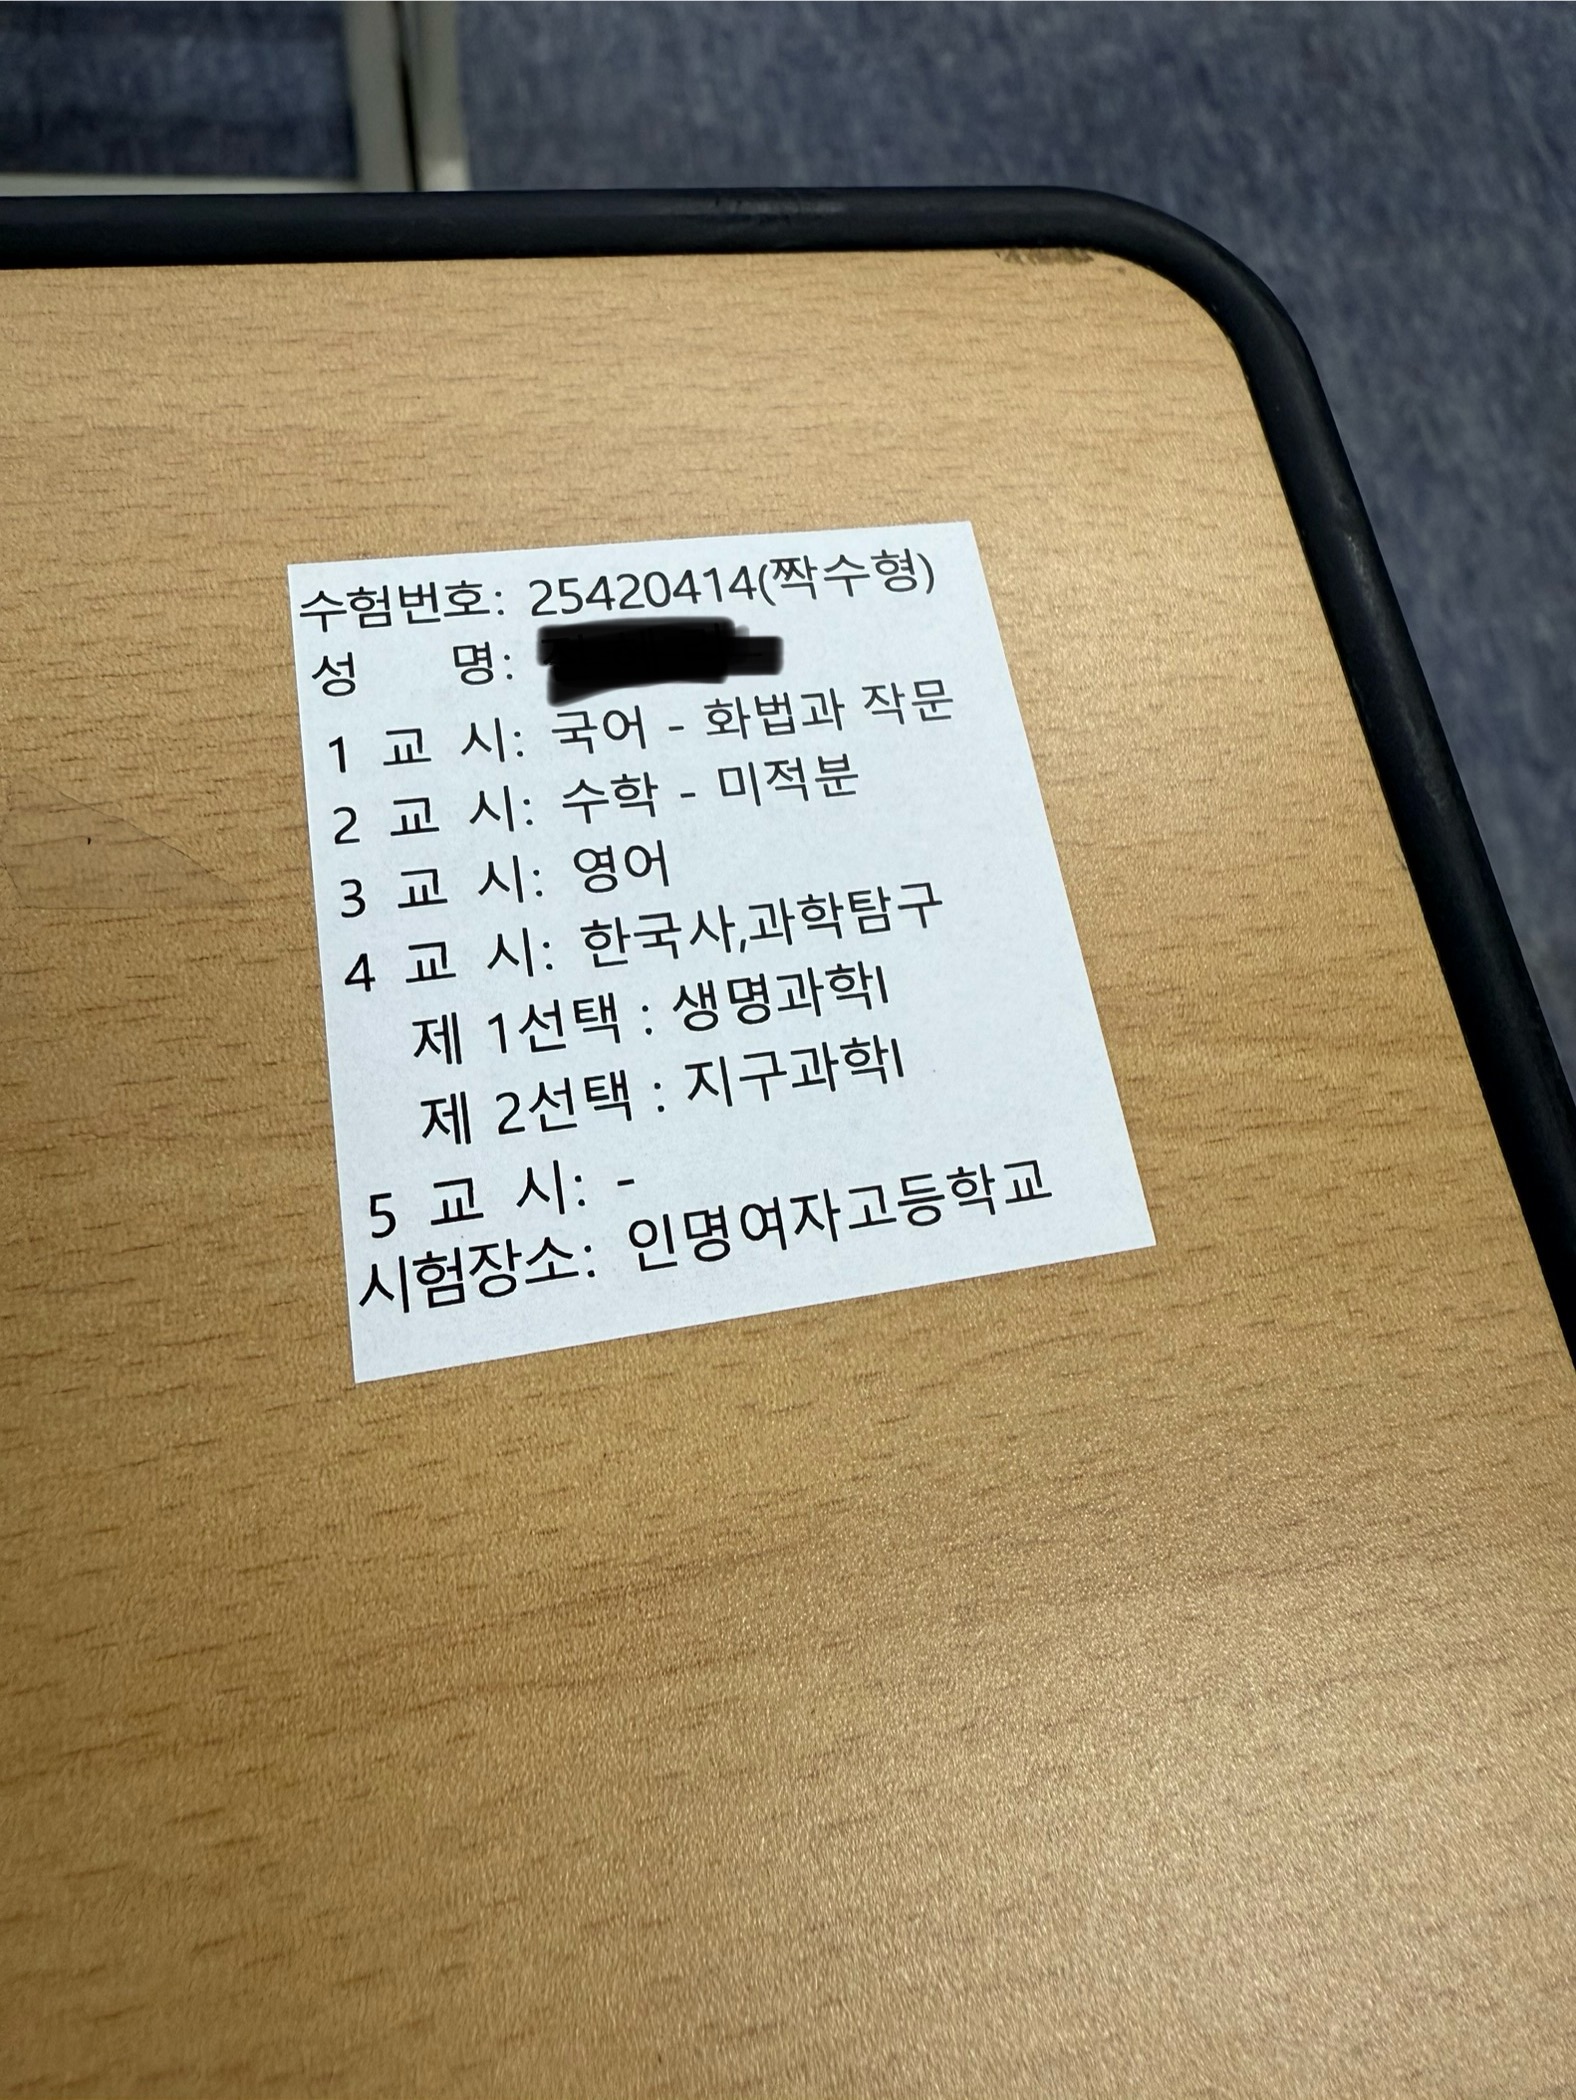 수험번호: 25420414(짝수형)
성 명:
1 교 시: 국어 - 화법과 작문
2 교 시: 수학 - 미적분
3 교 시: 영어
4 교 시: 한국사,과학탐구
제 1선택 : 생명과학I
제 2선택 : 지구과학I
5 교 시: -
시험장소: 인명여자고등학교